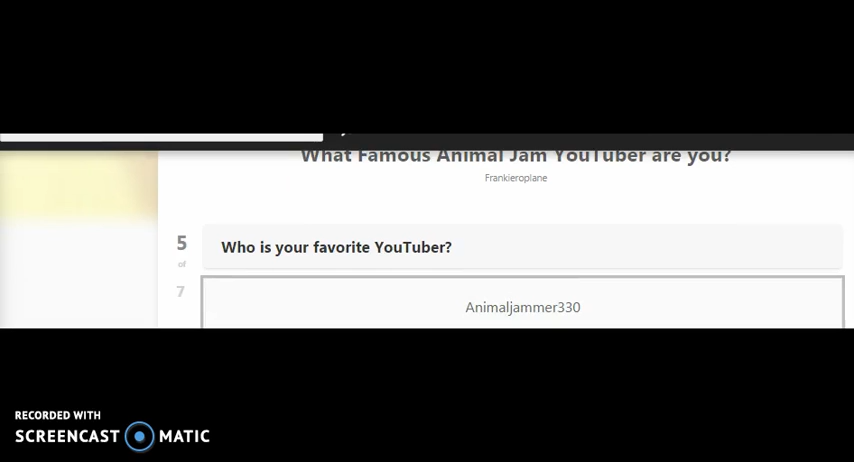 What Famous Animal Jam YouTuber are you?
Frankieroplane
5
Who is your favorite YouTuber?
of
7
Animaljammer330
RECORDED WITH
SCREENCAST MATIC